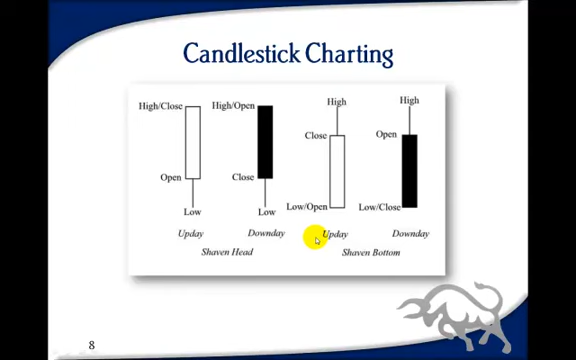 Candlestick Charting
High/Close
High/Open
High
High
Close
Open
Open
Close
Low
Low
Low/Open
Low/Close
Upday
Downday
Upday
Downday
Shaven Head
Shaven Bottom
8